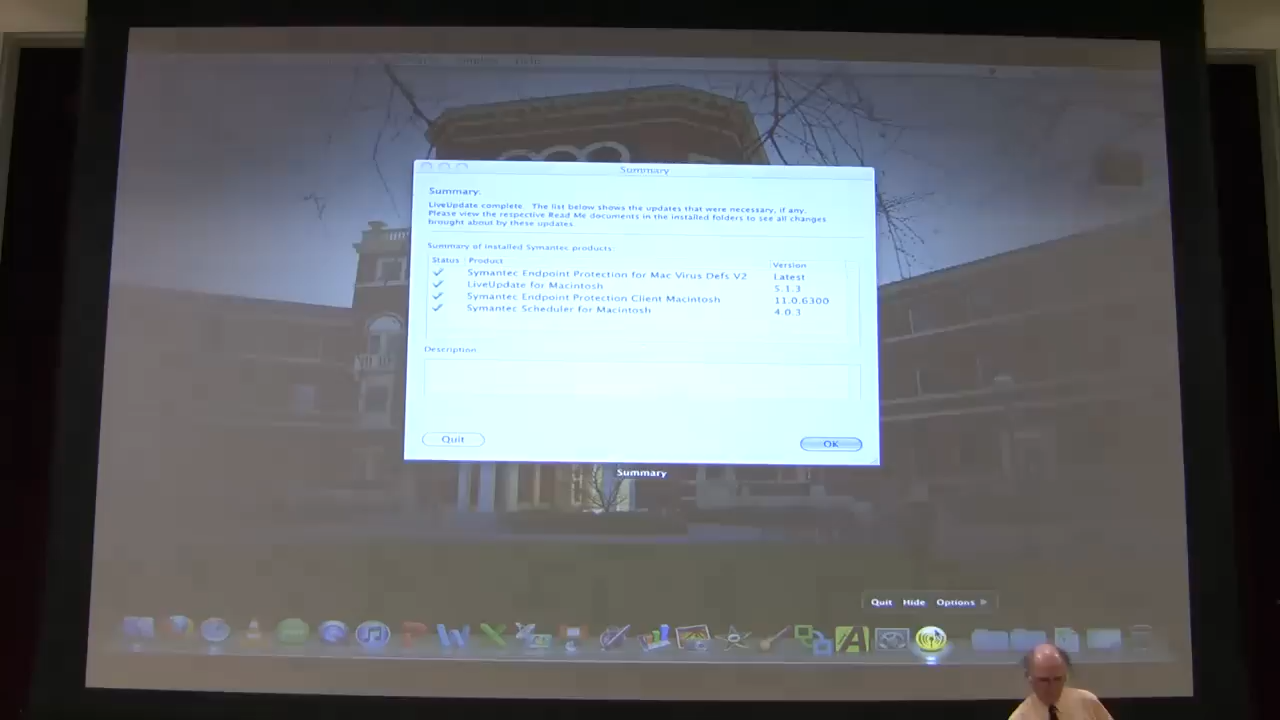 Summary
Summary:
LiveUpdate complete. The list below shows the updates that were necessary, if any.
Please view the respective Read Me documents in the installed folders to see all changes
brought about by these updates.
Summary of installed Symantec products:
Status Product Version
Symantec Endpoint Protection for Mac Virus Defs V2 Latest
LiveUpdate for Macintosh 5.1.3
Symantec Endpoint Protection Client Macintosh 11.0.6300
Symantec Scheduler for Macintosh 4.0.3
Description
Quit OK
Summary
Quit Hide Options